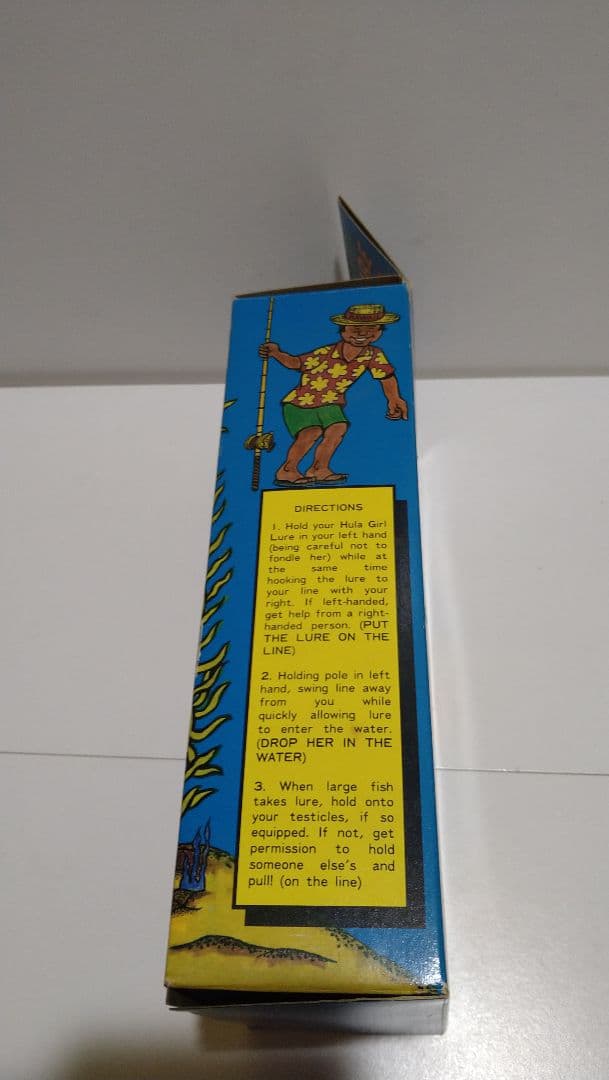 DIRECTIONS
1. Hold your Hula Girl
Lure in your left hand
(being careful not to
fondle her) while at
the same time
hooking the lure to
your line with your
right. If left-handed,
get help from a right-
handed person. (PUT
THE LURE ON THE
LINE)
2. Holding pole in left
hand, swing line away
from you while
quickly allowing lure
to enter the water.
(DROP HER IN THE
WATER)
3. When large fish
takes lure, hold onto
your testicles, if so
equipped. If not, get
permission to hold
someone else's and
pull! (on the line)